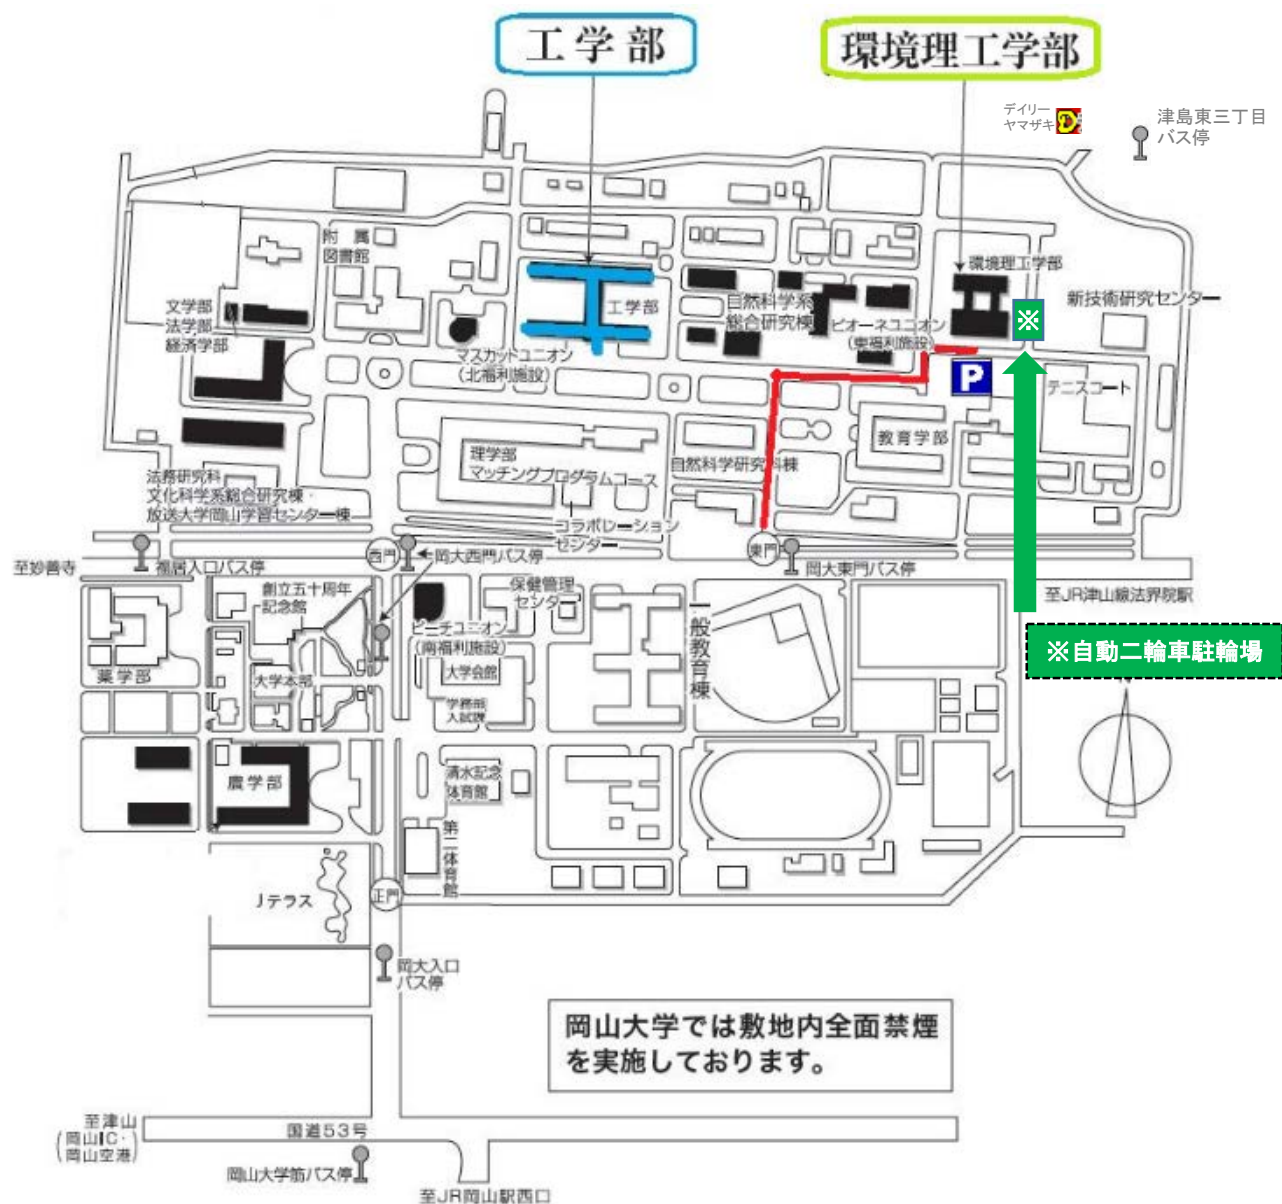 工学部
環境理工学部
デイリー
ヤマザキ
津島東三丁目
バス停
附属
図書館
文学部
法学部
経済学部
マスカットユニオン
(北福利施設)
工学部
自然科学系
総合研究棟
ピオーネユニオン
(東福利施設)
環境理工学部
新技術研究センター
※
P
テニスコート
教育学部
自然科学研究科棟
理学部
マッチングプログラムコース
コラボレーション
センター
法務研究科
文化科学系総合研究棟・
放送大学岡山学習センター棟
至妙善寺
福居入口バス停
西門
岡大西門バス停
東門
岡大東門バス停
至JR津山線法界院駅
※自動二輪車駐輪場
創立五十周年
記念館
保健管理
センター
ピーチユニオン
(南福利施設)
一般教育棟
薬学部
大学本部
大学会館
学務部
入試課
農学部
清水記念
体育館
第二体育館
Jテラス
正門
岡大入口
バス停
岡山大学では敷地内全面禁煙
を実施しております。
至津山
(岡山IC・
岡山空港)
国道53号
岡山大学筋バス停
至JR岡山駅西口